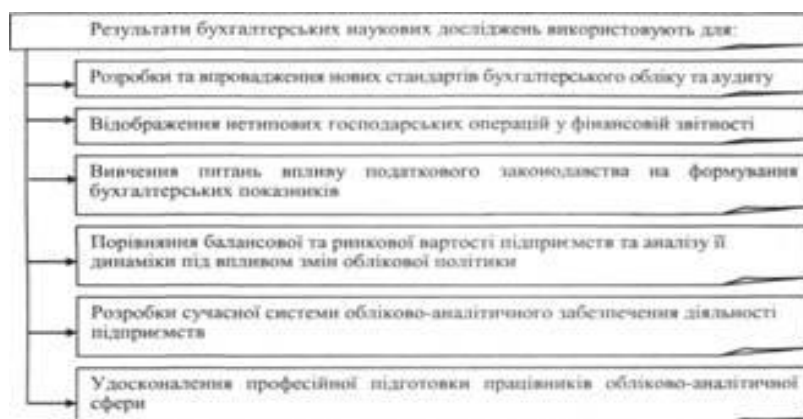 Результати бухгалтерських наукових досліджень використовують для:
Розробки та впровадження нових стандартів бухгалтерського обліку та аудиту
Відображення нетипових господарських операцій у фінансовій звітності
Вивчення питань впливу податкового законодавства на формування
бухгалтерських показників
Порівняння балансової та ринкової вартості підприємств та аналізу її
динаміки під впливом змін облікової політики
Розробки сучасної системи обліково-аналітичного забезпечення діяльності
підприємств
Удосконалення професійної підготовки працівників обліково-аналітичної
сфери